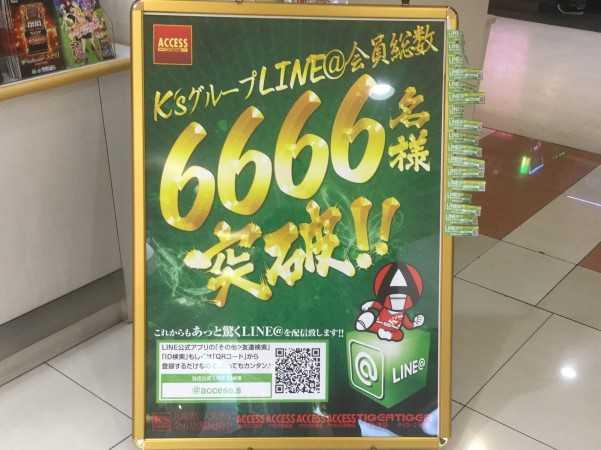 ACCESS
K'sグループLINE@会員総数
6666名様
突破!!
これからもあっと驚くLINE@を配信致します!!
LINE公式アプリの「その他>友達検索」
「ID検索」もしくは「QRコード」から
@access.s
LINE@
ACCESS ACCESS ACCESS ACCESS TIGER TIGER